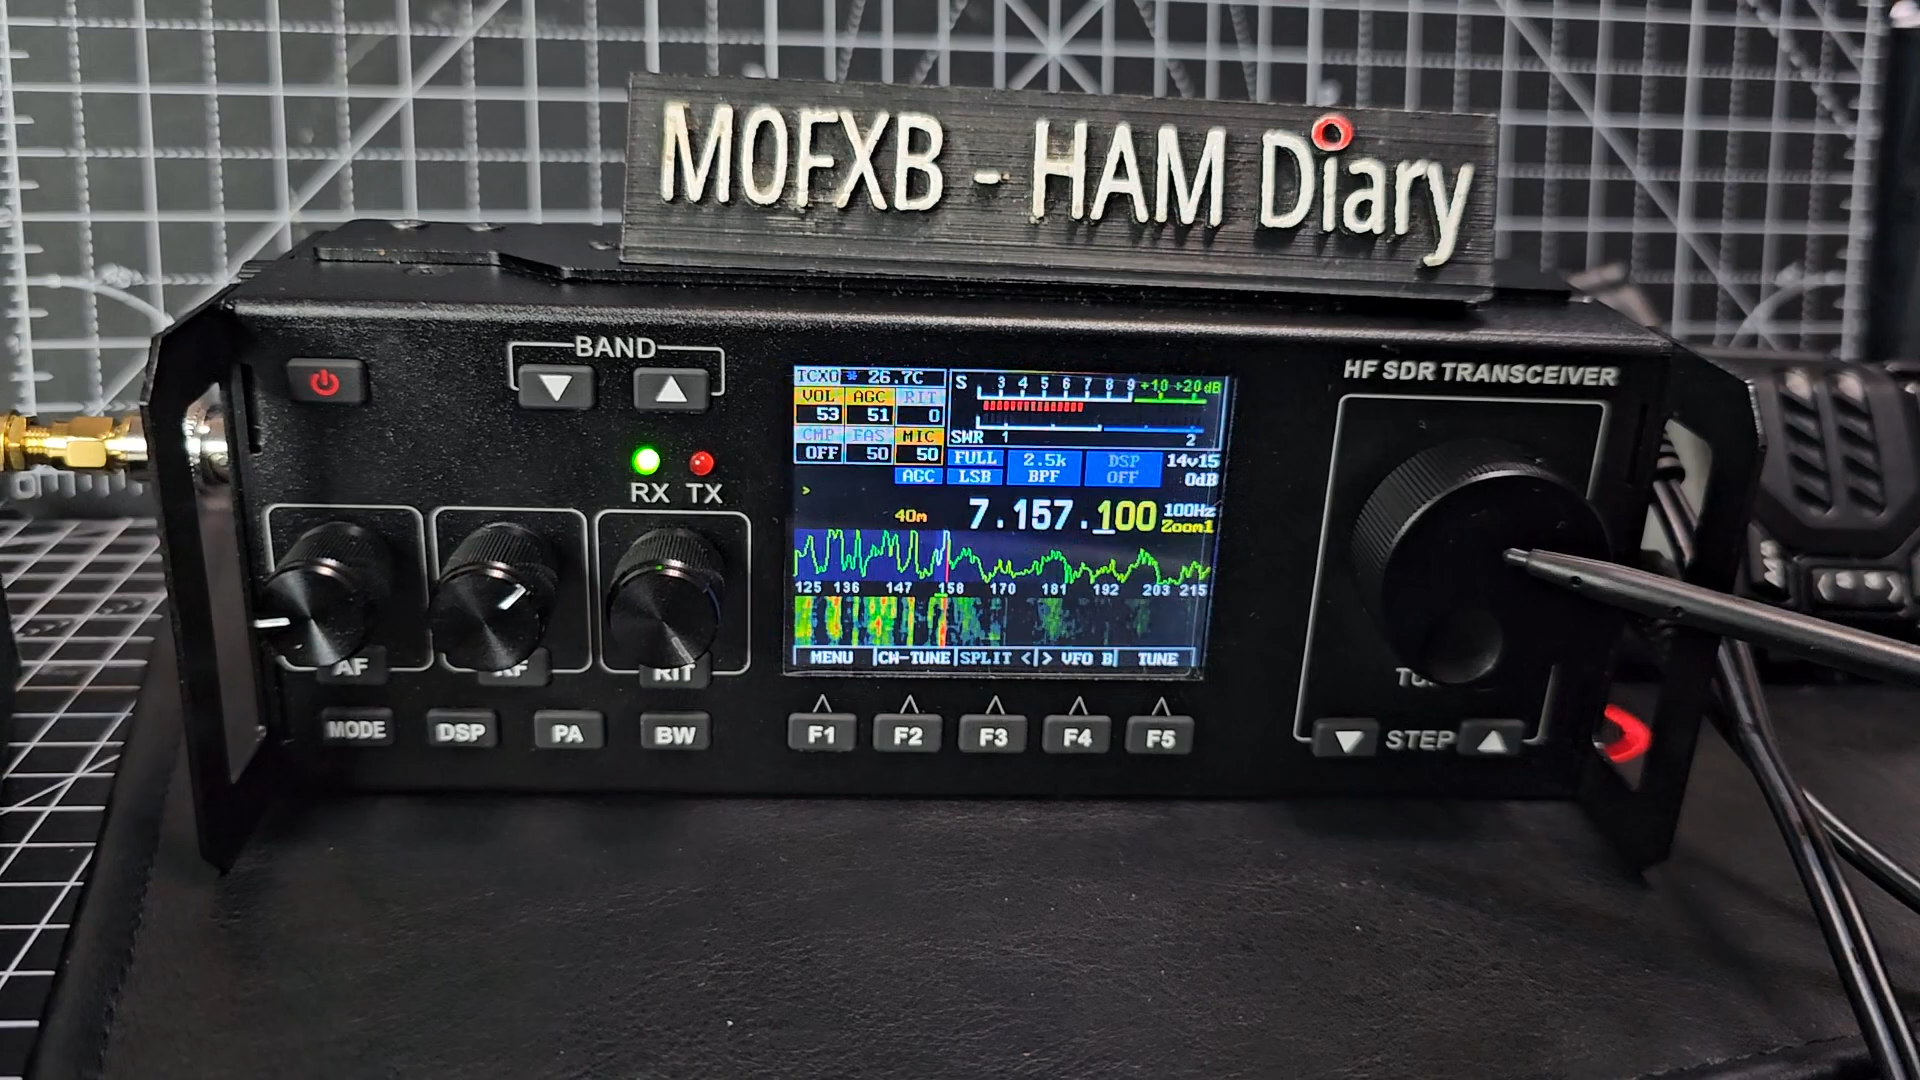 M0FXB - HAM Diary
BAND
HF SDR TRANSCEIVER
TCXO * 26.7C
VOL AGC RIT
53 51 0
CMP FAS MIC
OFF 50 50
S 3 4 5 6 7 8 9 +10 +20 dB
SWR 1 2
FULL 2.5k DSP 14v15
AGC LSB BPF OFF 0dB
>
40m 7.157.100 100Hz
Zoom1
125 136 147 158 170 181 192 203 215
MENU CW-TUNE SPLIT < > VFO B TUNE
RX TX
AF
RIT
MODE DSP PA BW
F1 F2 F3 F4 F5
STEP